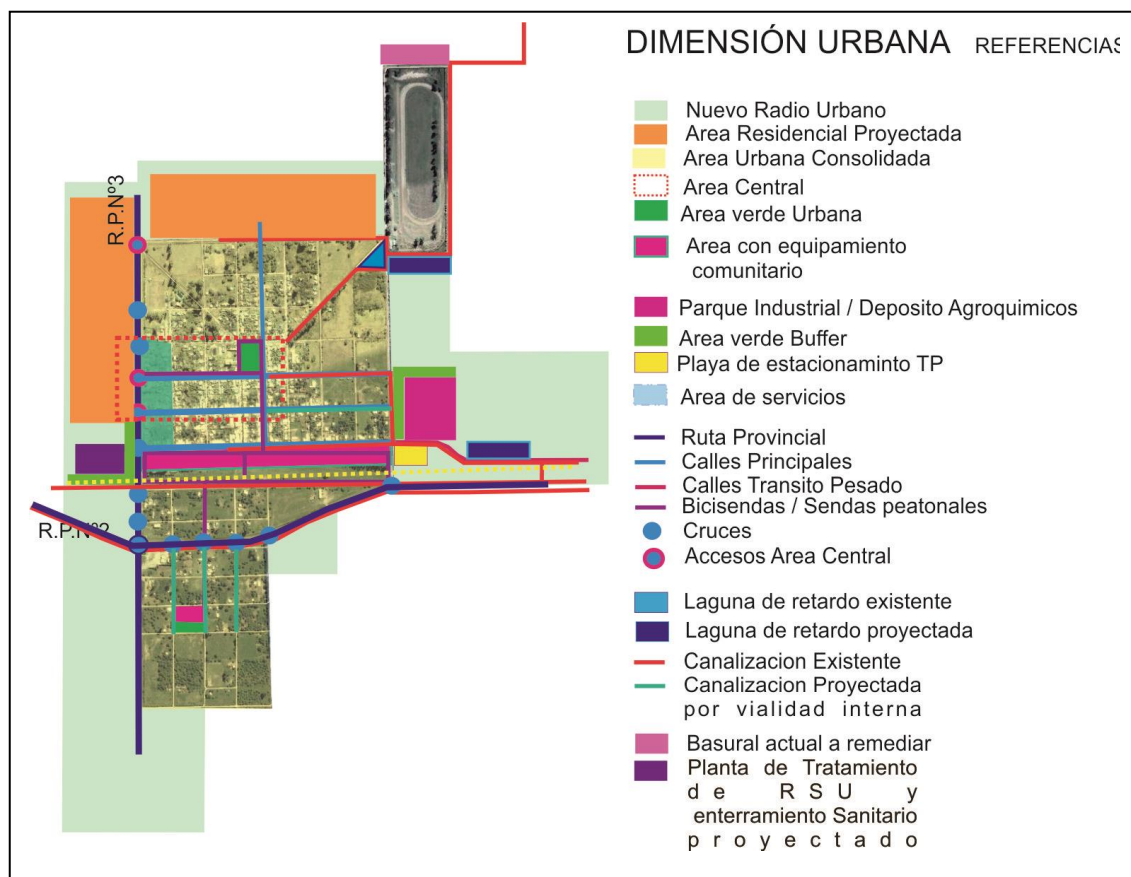 DIMENSIÓN URBANA REFERENCIAS
Nuevo Radio Urbano
Area Residencial Proyectada
Area Urbana Consolidada
Area Central
Area verde Urbana
Area con equipamiento
comunitario
Parque Industrial / Deposito Agroquimicos
Area verde Buffer
Playa de estacionaminto TP
Area de servicios
Ruta Provincial
Calles Principales
Calles Transito Pesado
Bicisendas / Sendas peatonales
Cruces
Accesos Area Central
Laguna de retardo existente
Laguna de retardo proyectada
Canalizacion Existente
Canalizacion Proyectada
por vialidad interna
Basural actual a remediar
Planta de Tratamiento
de RSU y
enterramiento Sanitario
proyectado
R.P.Nº3
R.P.Nº2